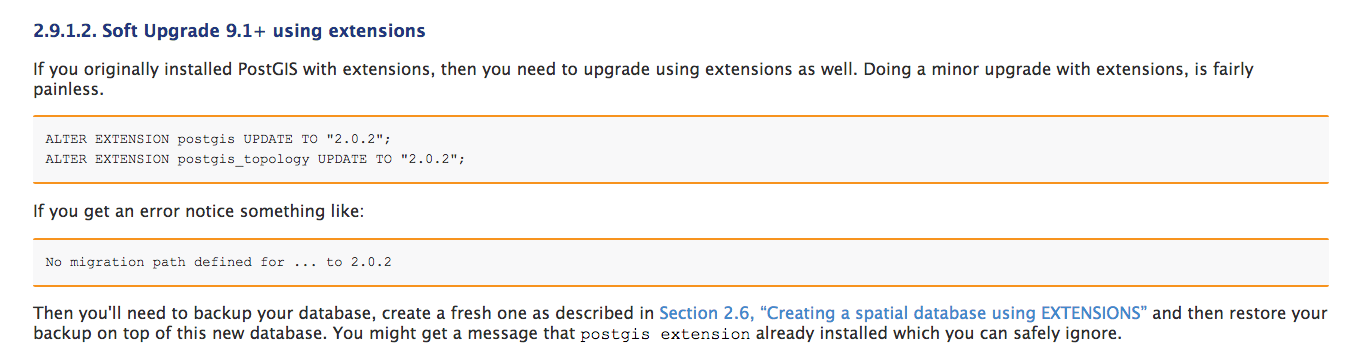 2.9.1.2. Soft Upgrade 9.1+ using extensions
If you originally installed PostGIS with extensions, then you need to upgrade using extensions as well. Doing a minor upgrade with extensions, is fairly
painless.
ALTER EXTENSION postgis UPDATE TO "2.0.2";
ALTER EXTENSION postgis_topology UPDATE TO "2.0.2";
If you get an error notice something like:
No migration path defined for ... to 2.0.2
Then you'll need to backup your database, create a fresh one as described in Section 2.6, “Creating a spatial database using EXTENSIONS” and then restore your
backup on top of this new database. You might get a message that postgis extension already installed which you can safely ignore.